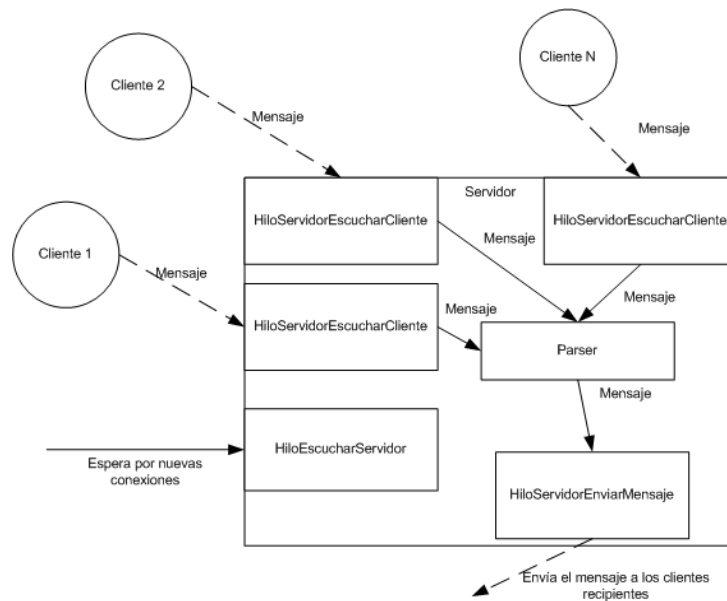 Cliente N
Cliente 2
Mensaje
Mensaje
Servidor
HiloServidorEscucharCliente
HiloServidorEscucharCliente
Mensaje
Cliente 1
Mensaje
Mensaje
Mensaje
HiloServidorEscucharCliente
Parser
Mensaje
HiloEscucharServidor
Espera por nuevas
conexiones
HiloServidorEnviarMensaje
Envía el mensaje a los clientes
recipientes